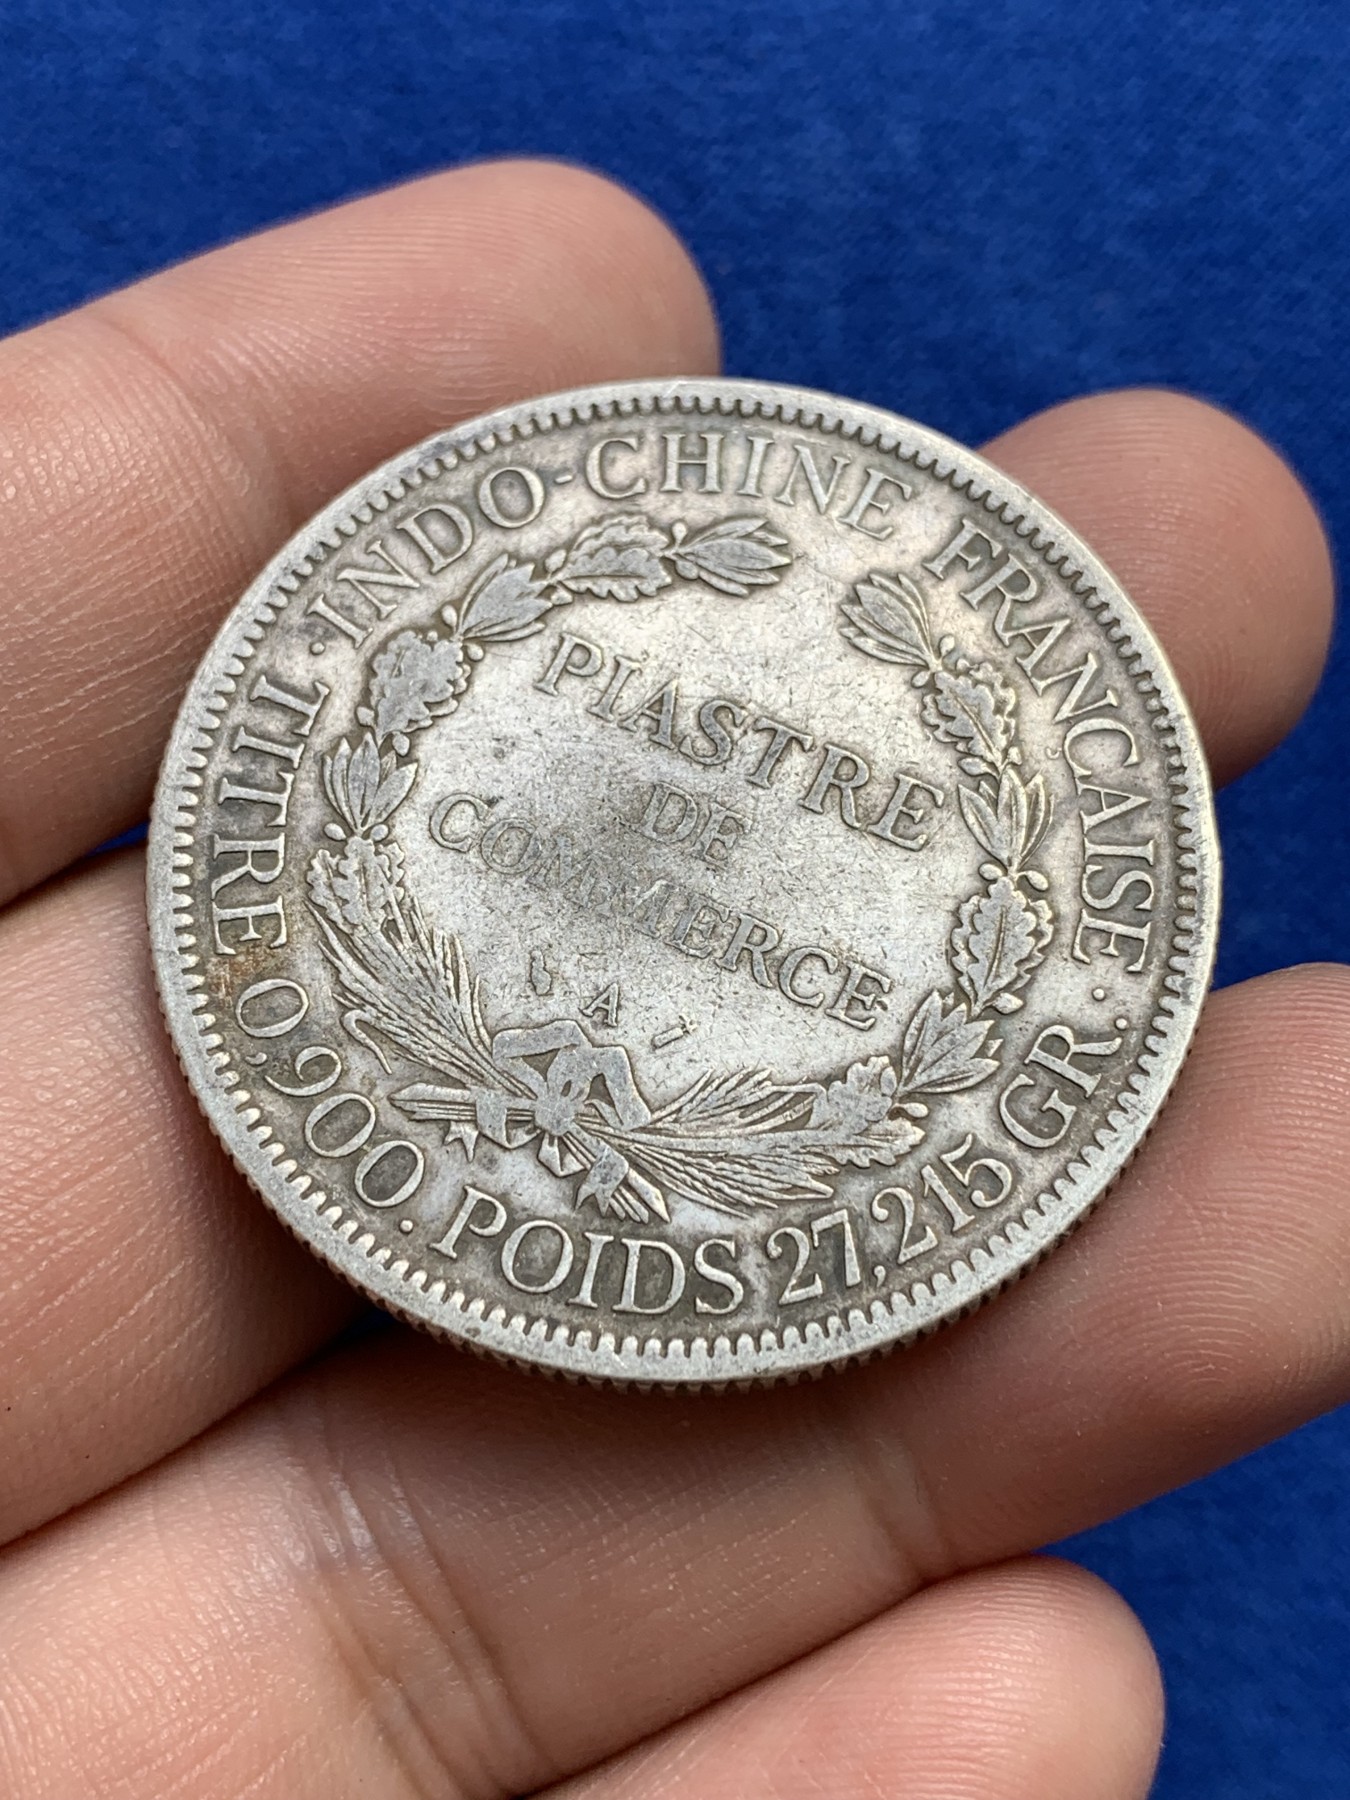 ·INDO-CHINE FRANÇAISE·
PIASTRE
DE
COMMERCE
A
TITRE 0,900. POIDS 27,215 GR.